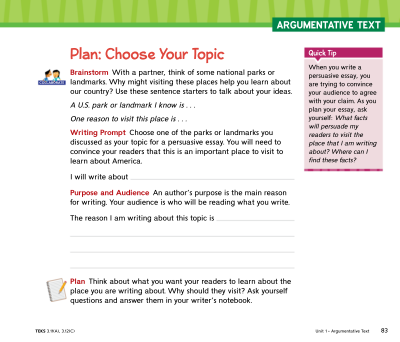 ARGUMENTATIVE TEXT
Plan: Choose Your Topic
Brainstorm With a partner, think of some national parks or
landmarks. Why might visiting these places help you learn about
our country? Use these sentence starters to talk about your ideas.
A U.S. park or landmark I know is . . .
One reason to visit this place is . . .
Writing Prompt Choose one of the parks or landmarks you
discussed as your topic for a persuasive essay. You will need to
convince your readers that this is an important place to visit to
learn about America.
I will write about
Purpose and Audience An author's purpose is the main reason
for writing. Your audience is who will be reading what you write.
The reason I am writing about this topic is
Plan Think about what you want your readers to learn about the
place you are writing about. Why should they visit? Ask yourself
questions and answer them in your writer's notebook.
Quick Tip
When you write a
persuasive essay, you
are trying to convince
your audience to agree
with your claim. As you
plan your essay, ask
yourself: What facts
will persuade my
readers to visit the
place that I am writing
about? Where can I
find these facts?
Unit 1 - Argumentative Text 83